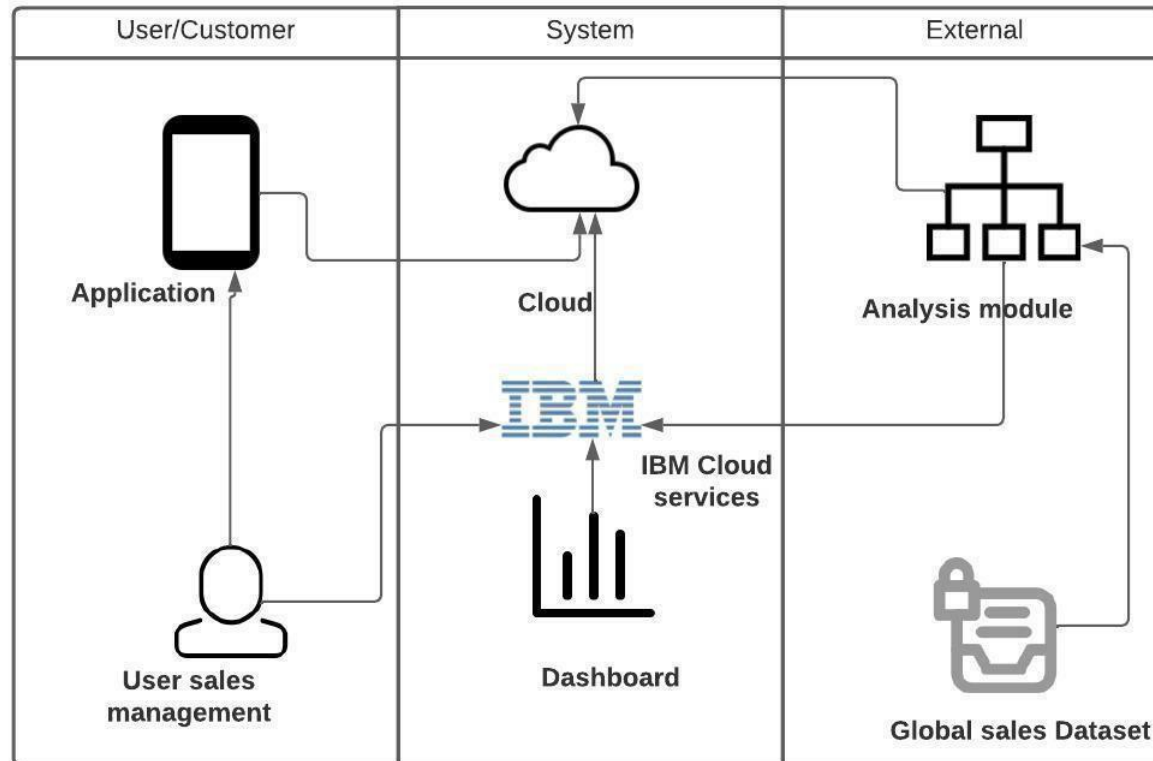 User/Customer
System
External
Application
Cloud
Analysis module
IBM
IBM Cloud
services
User sales
management
Dashboard
Global sales Dataset